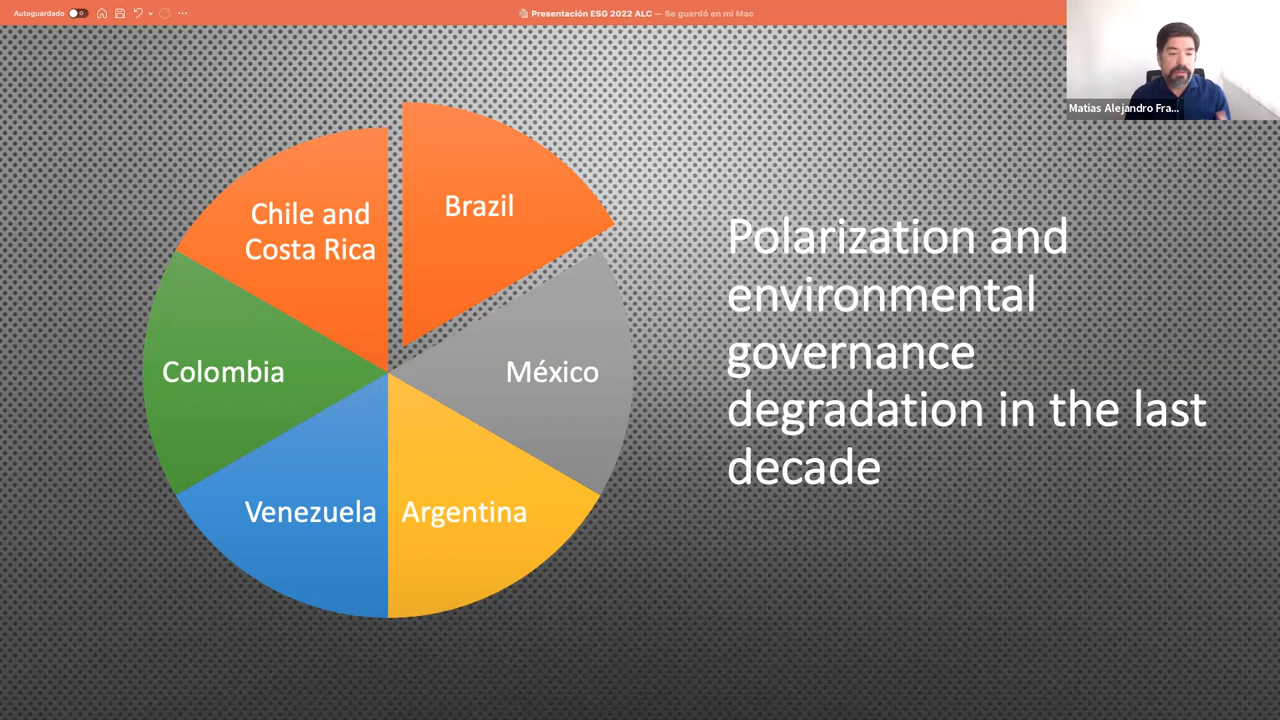 Autoguardado
Presentación ESG 2022 ALC — Se guardó en mi Mac
Matias Alejandro Fra...
Brazil
Chile and
Costa Rica
México
Colombia
Venezuela
Argentina
Polarization and
environmental
governance
degradation in the last
decade